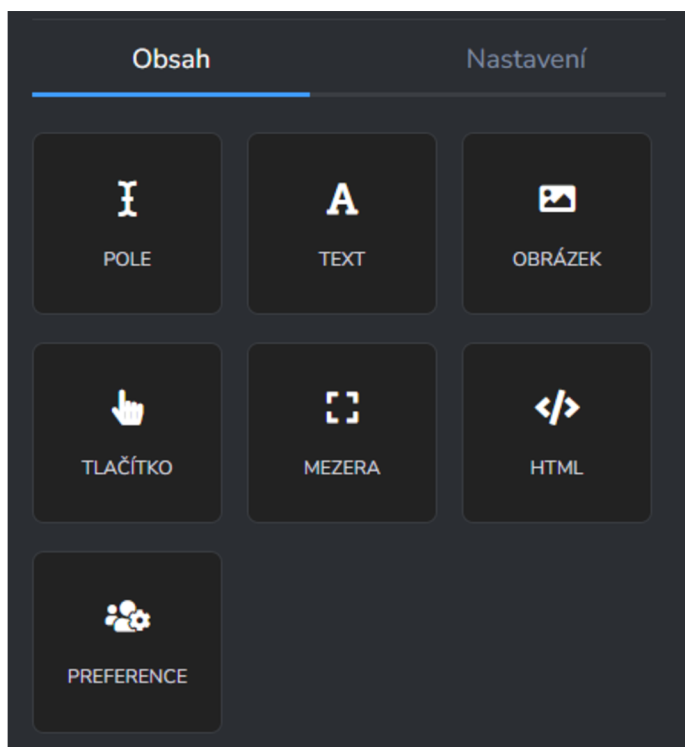 Obsah Nastavení
POLE TEXT OBRÁZEK
TLAČÍTKO MEZERA HTML
PREFERENCE